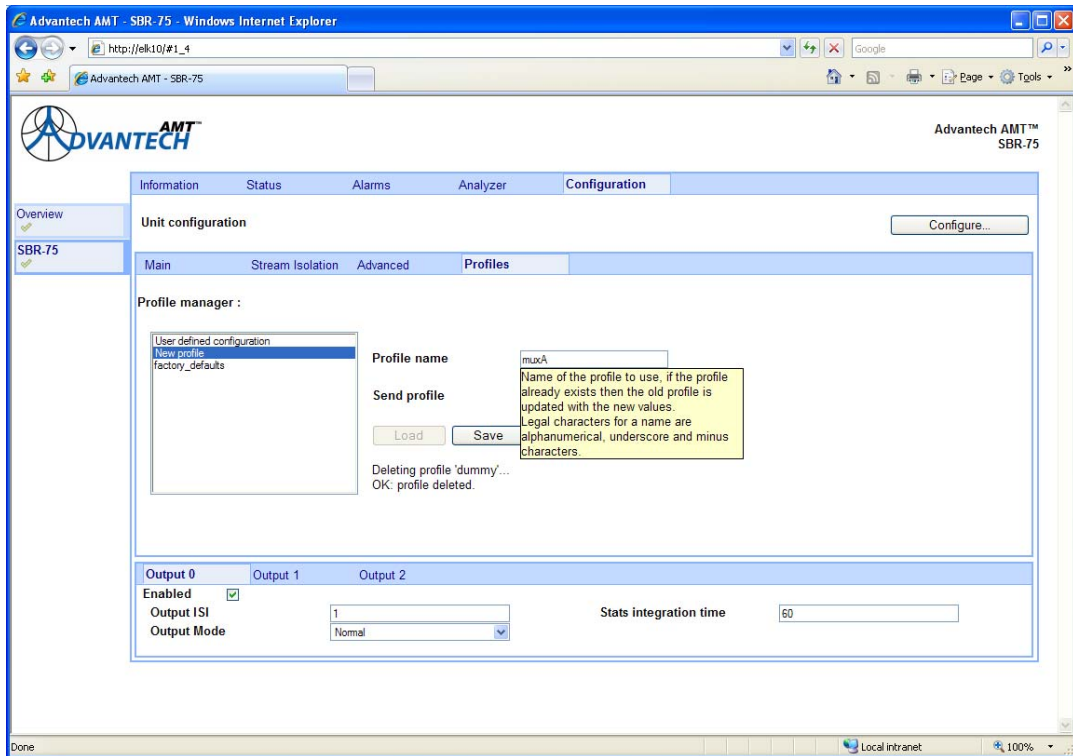 Advantech AMT - SBR-75 - Windows Internet Explorer
http://elk10/#1_4
Google
Advantech AMT - SBR-75
Page
Tools
»
ADVANTECH AMT™
Advantech AMT™
SBR-75
Information Status Alarms Analyzer Configuration
Overview
SBR-75
Unit configuration
Configure...
Main Stream Isolation Advanced Profiles
Profile manager :
User defined configuration
New profile
factory_defaults
Profile name muxA
Name of the profile to use, if the profile
already exists then the old profile is
updated with the new values.
Legal characters for a name are
alphanumerical, underscore and minus
characters.
Send profile
Load Save
Deleting profile 'dummy'...
OK: profile deleted.
Output 0 Output 1 Output 2
Enabled
Output ISI 1 Stats integration time 60
Output Mode Normal
Done Local intranet 100%